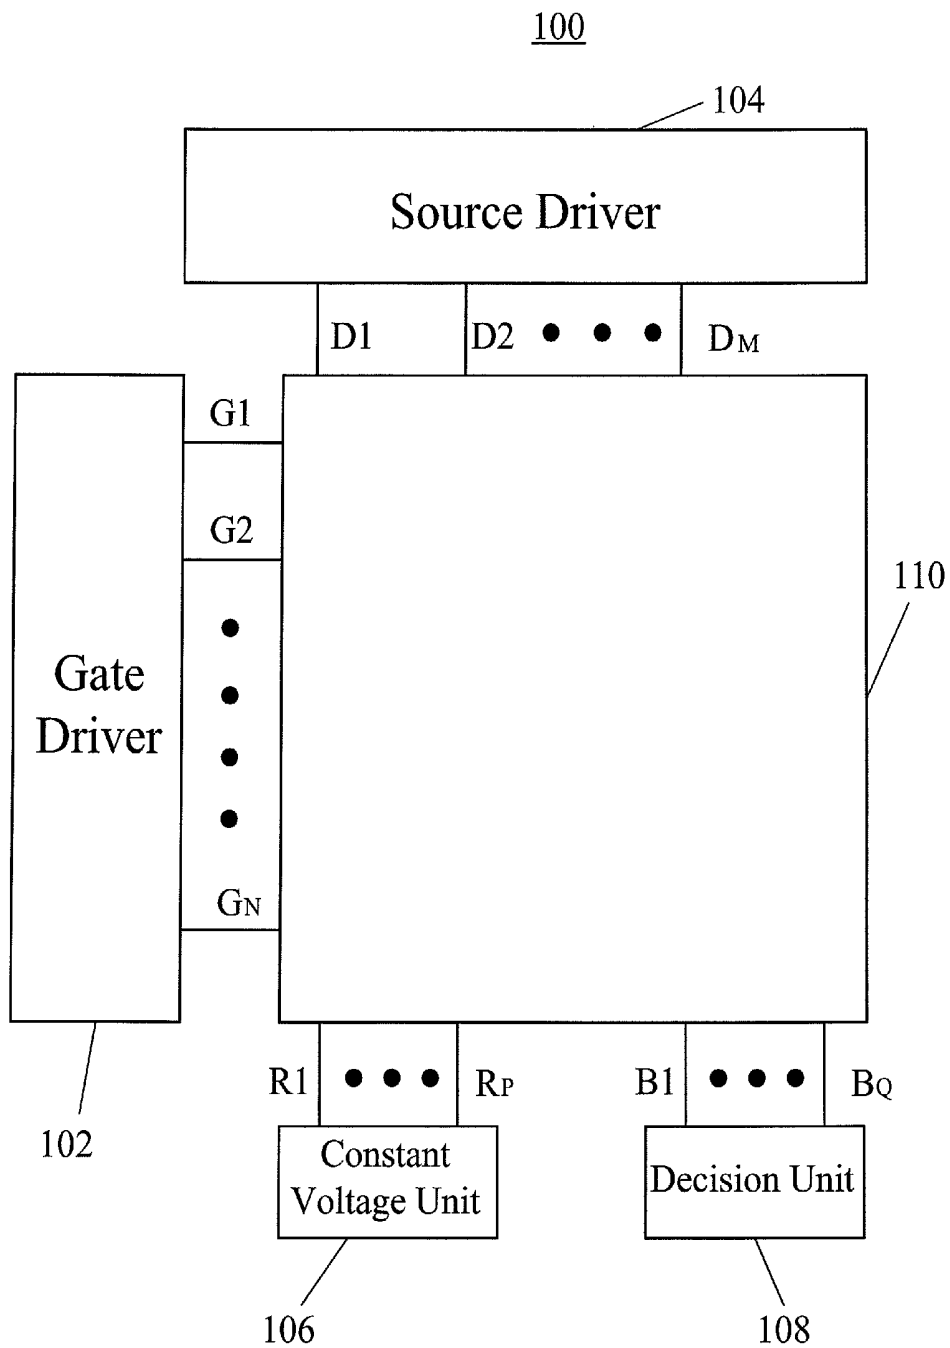 100
104
Source Driver
D1 D2 DM
G1
G2
110
Gate
Driver
GN
R1 RP B1 BQ
102
Constant
Voltage Unit
Decision Unit
106
108